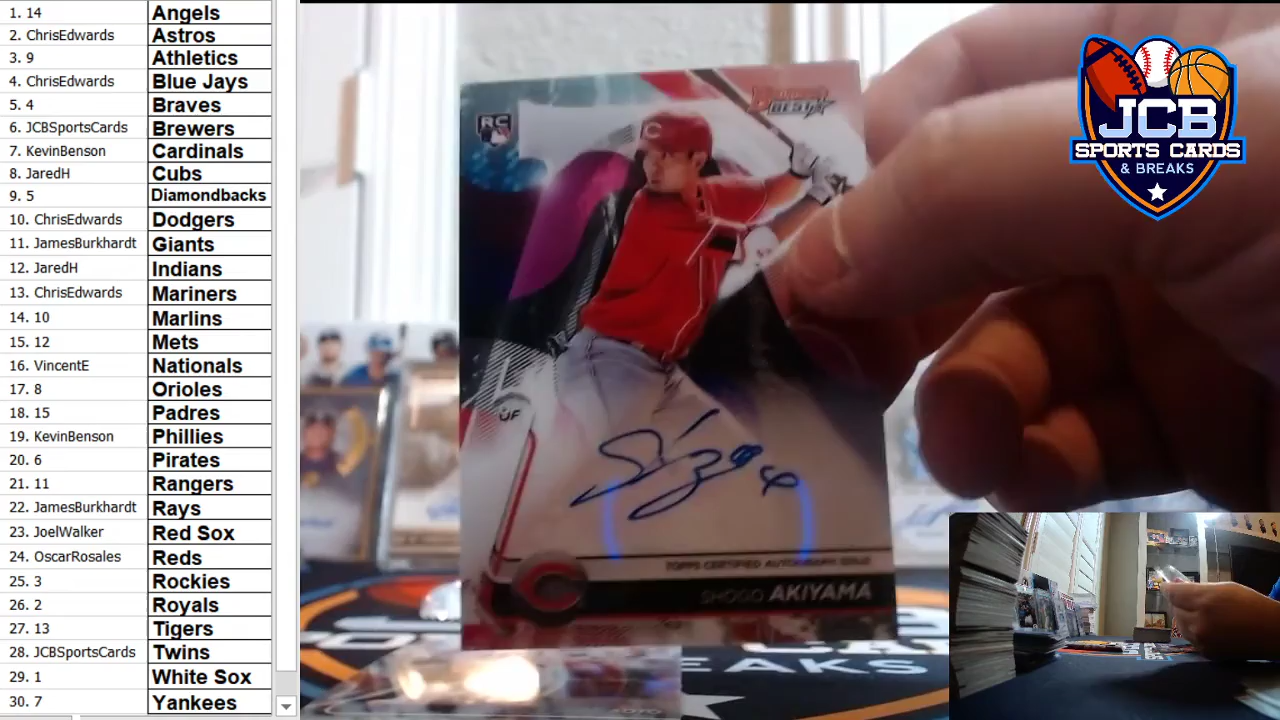 1. 14 Angels
2. ChrisEdwards Astros
3. 9 Athletics
4. ChrisEdwards Blue Jays
5. 4 Braves
6. JCBSportsCards Brewers
7. KevinBenson Cardinals
8. JaredH Cubs
9. 5 Diamondbacks
10. ChrisEdwards Dodgers
11. JamesBurkhardt Giants
12. JaredH Indians
13. ChrisEdwards Mariners
14. 10 Marlins
15. 12 Mets
16. VincentE Nationals
17. 8 Orioles
18. 15 Padres
19. KevinBenson Phillies
20. 6 Pirates
21. 11 Rangers
22. JamesBurkhardt Rays
23. JoelWalker Red Sox
24. OscarRosales Reds
25. 3 Rockies
26. 2 Royals
27. 13 Tigers
28. JCBSportsCards Twins
29. 1 White Sox
30. 7 Yankees
RC
BOWMAN'S
BEST
C
OF
TOPPS CERTIFIED AUTOGRAPH ISSUE
SHOGO AKIYAMA
JCB
SPORTS CARDS
& BREAKS